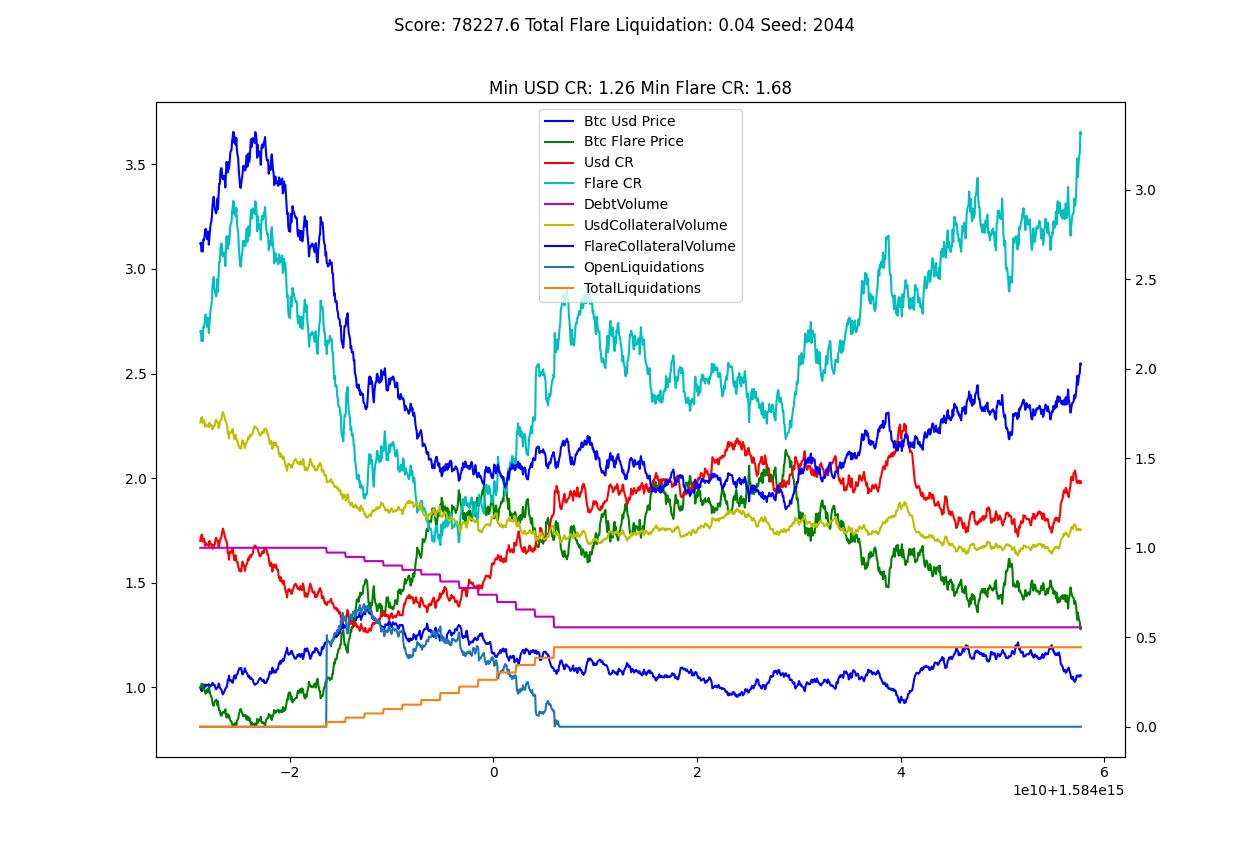 Score: 78227.6 Total Flare Liquidation: 0.04 Seed: 2044
Min USD CR: 1.26 Min Flare CR: 1.68
Btc Usd Price
Btc Flare Price
Usd CR
Flare CR
DebtVolume
UsdCollateralVolume
FlareCollateralVolume
OpenLiquidations
TotalLiquidations
3.5
3.0
2.5
2.0
1.5
1.0
3.0
2.5
2.0
1.5
1.0
0.5
0.0
−2
0
2
4
6
1e10+1.584e15